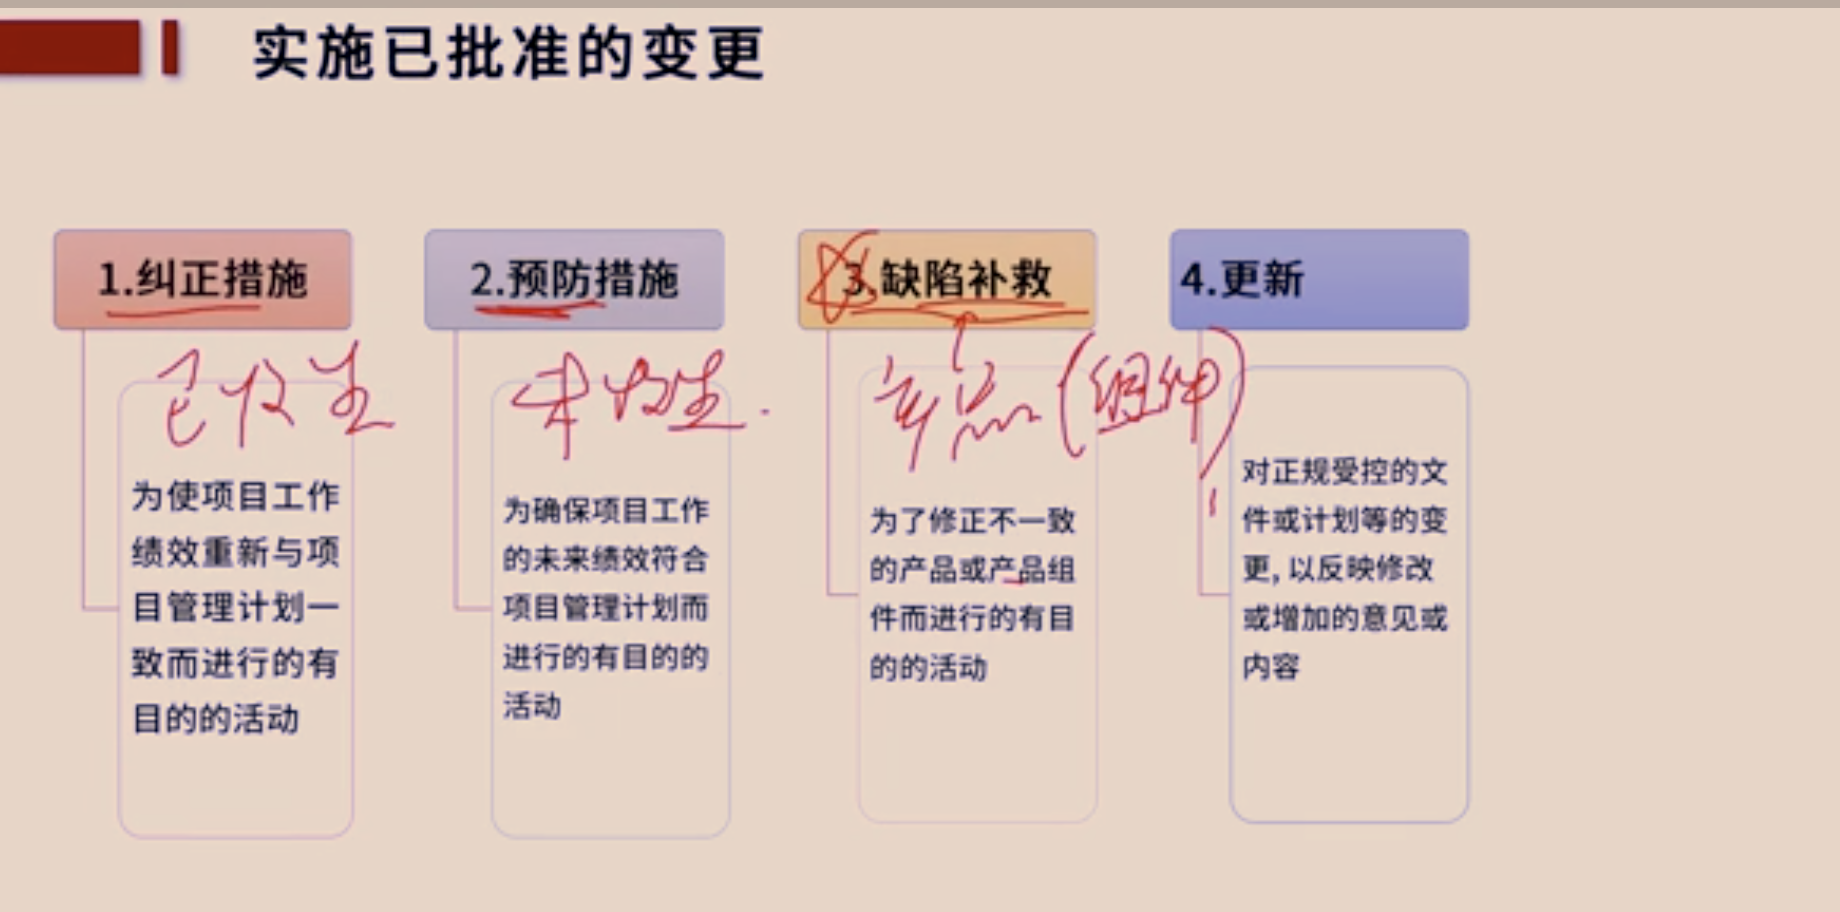 实施已批准的变更
1.纠正措施
已发生
为使项目工作
绩效重新与项
目管理计划一
致而进行的有
目的的活动
2.预防措施
未发生.
为确保项目工作
的未来绩效符合
项目管理计划而
进行的有目的的
活动
3.缺陷补救
产品(组件)
为了修正不一致
的产品或产品组
件而进行的有目
的的活动
4.更新
对正规受控的文
件或计划等的变
更, 以反映修改
或增加的意见或
内容